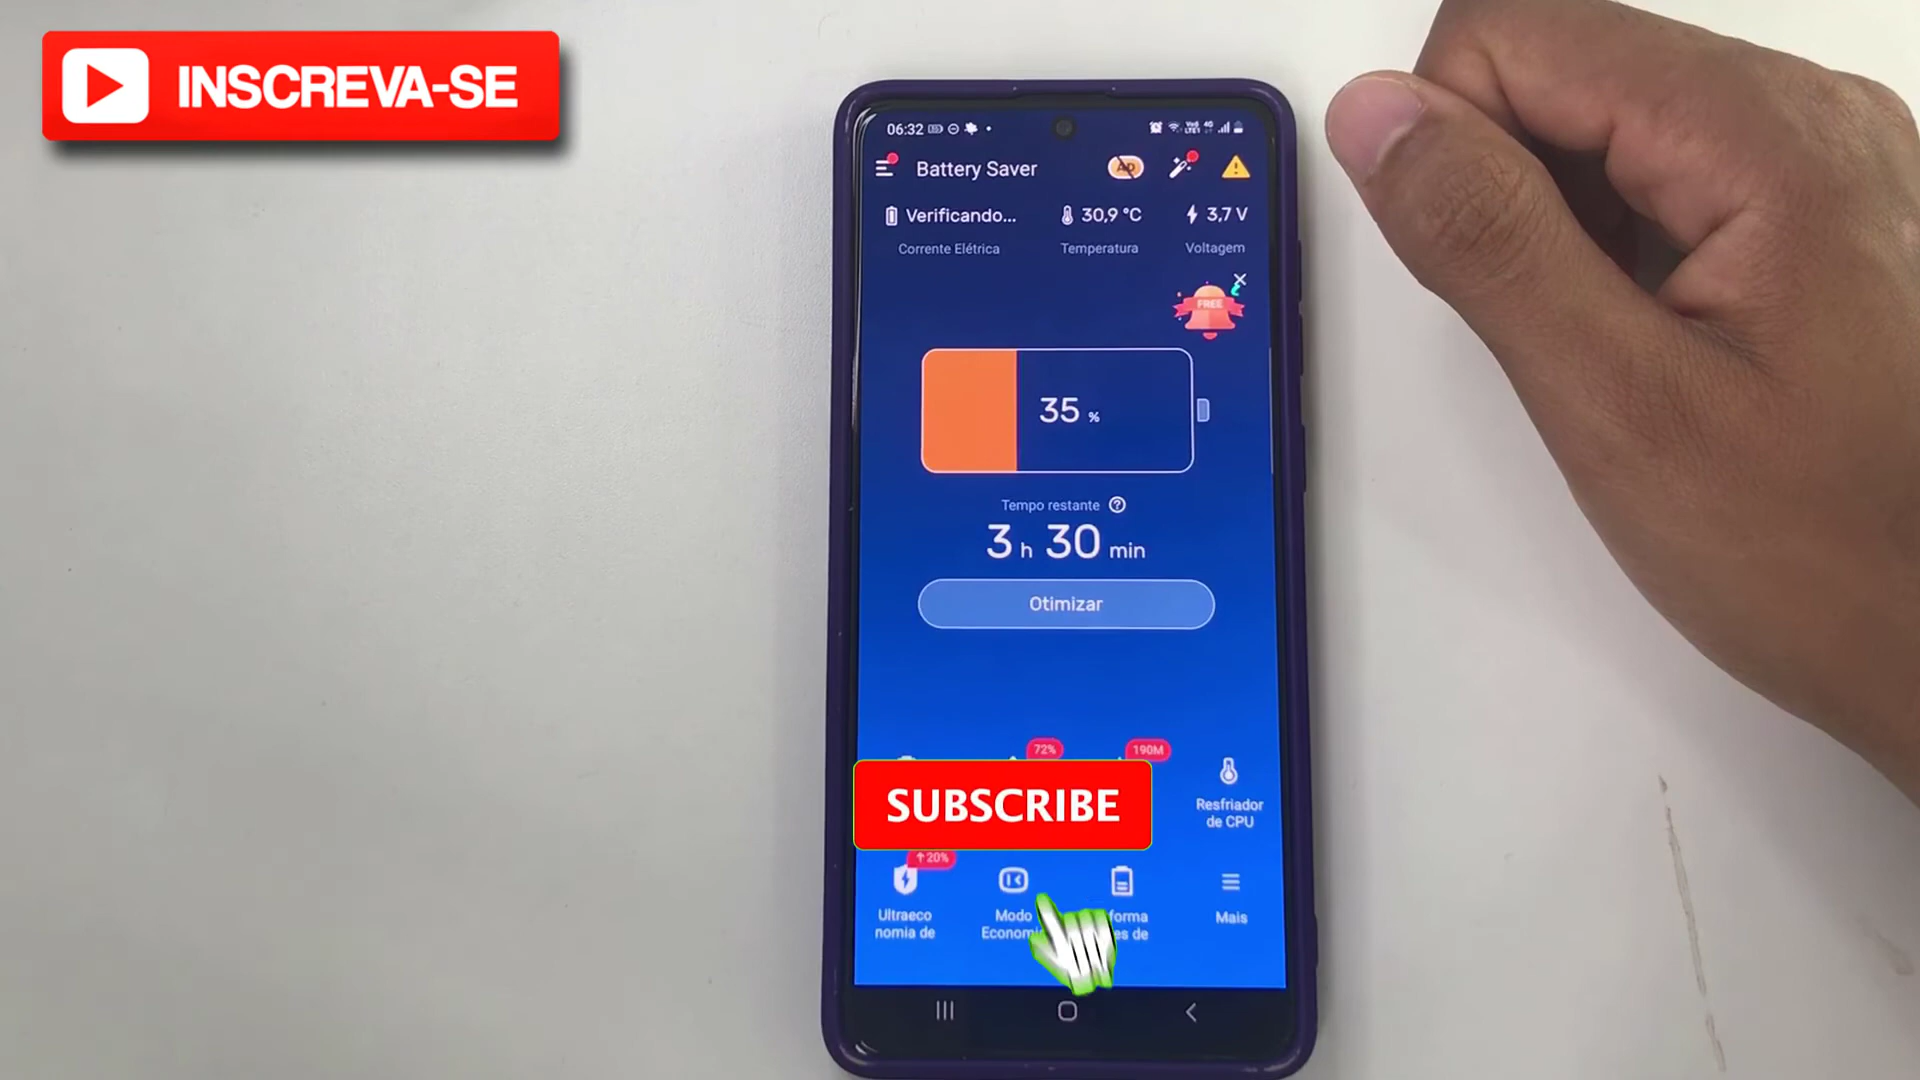 INSCREVA-SE
06:32
Battery Saver
Ad
Verificando...
30,9 °C
3,7 V
Corrente Elétrica
Temperatura
Voltagem
FREE
35 %
Tempo restante
3 h 30 min
Otimizar
72%
190M
SUBSCRIBE
Resfriador
de CPU
↑20%
Ultraeco
nomia de
Modo
Economi
forma
es de
Mais